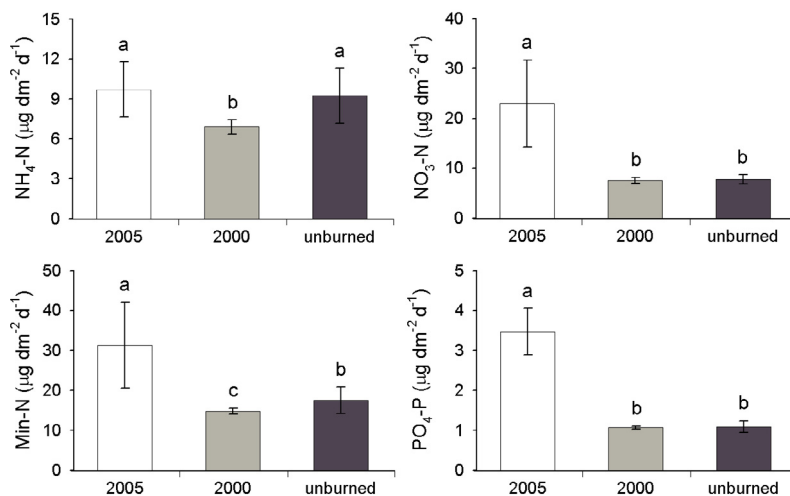 NH₄-N (µg dm⁻² d⁻¹)
15
12
9
6
3
0
a
b
a
2005
2000
unburned
NO₃-N (µg dm⁻² d⁻¹)
40
30
20
10
0
a
b
b
2005
2000
unburned
Min-N (µg dm⁻² d⁻¹)
50
40
30
20
10
0
a
c
b
2005
2000
unburned
PO₄-P (µg dm⁻² d⁻¹)
5
4
3
2
1
0
a
b
b
2005
2000
unburned